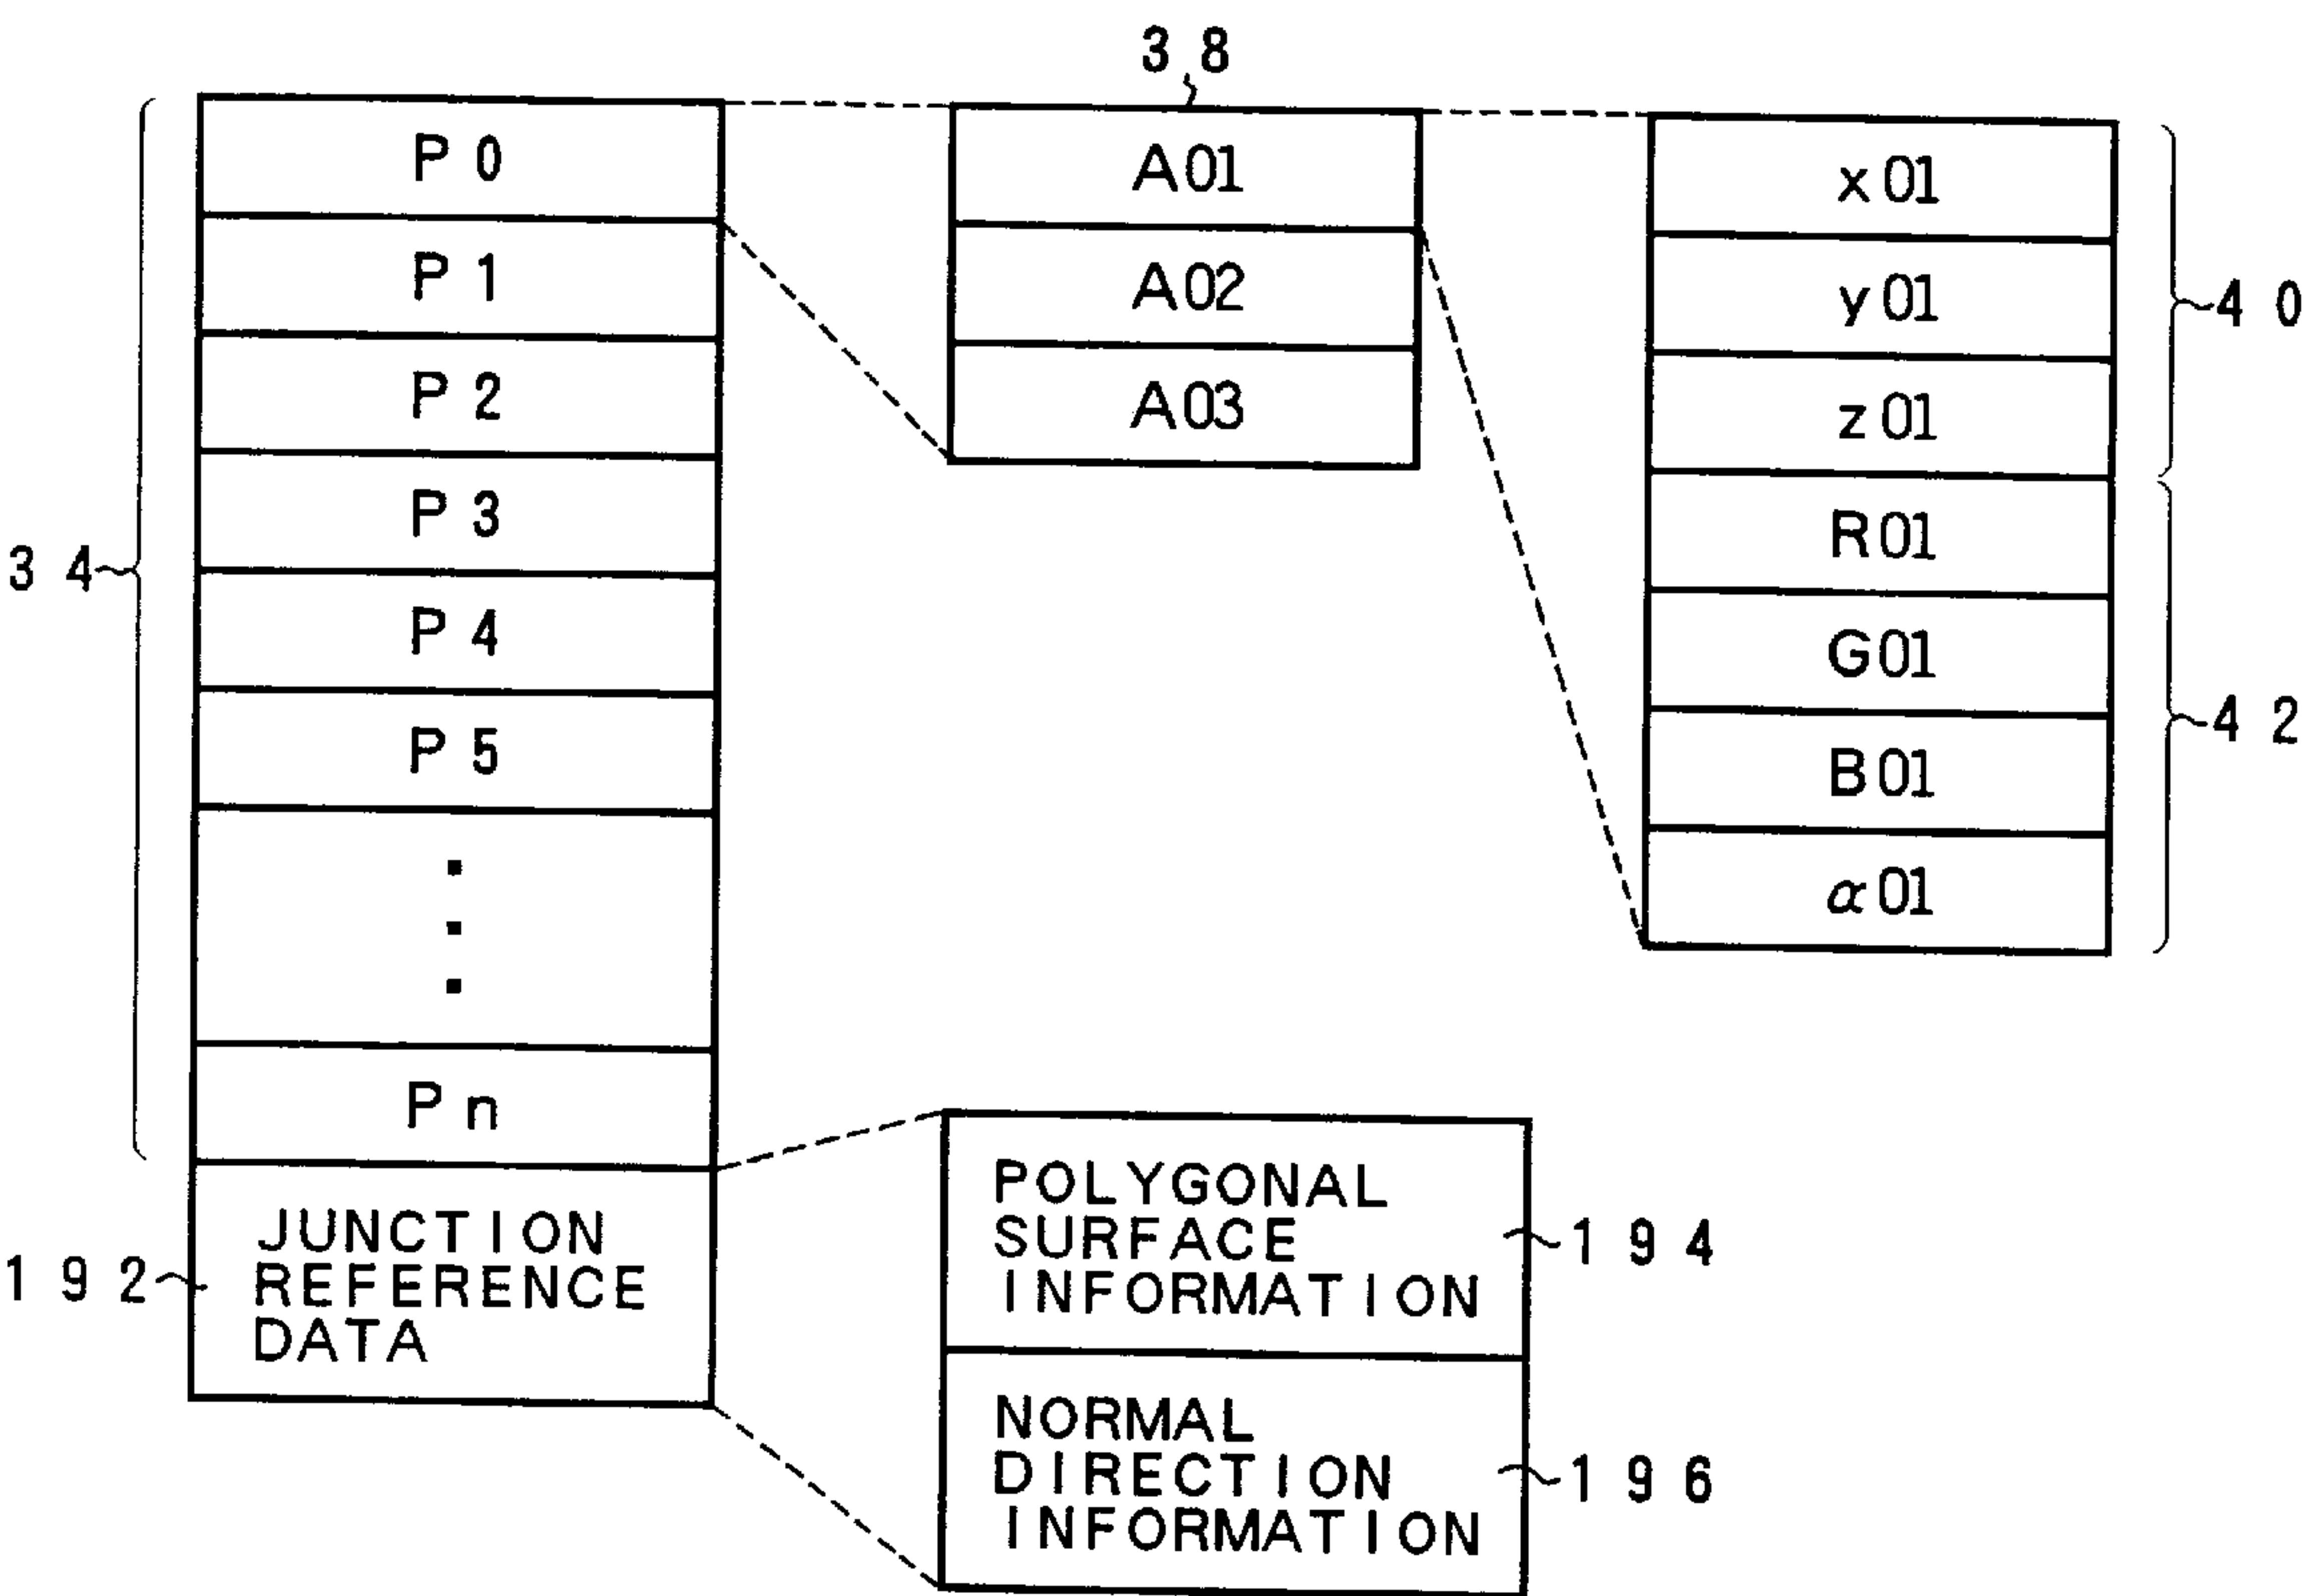 38
P0
P1
P2
P3
P4
P5
Pn
34
JUNCTION
REFERENCE
DATA
192
A01
A02
A03
x01
y01
z01
R01
G01
B01
α01
40
42
POLYGONAL
SURFACE
INFORMATION
194
NORMAL
DIRECTION
INFORMATION
196